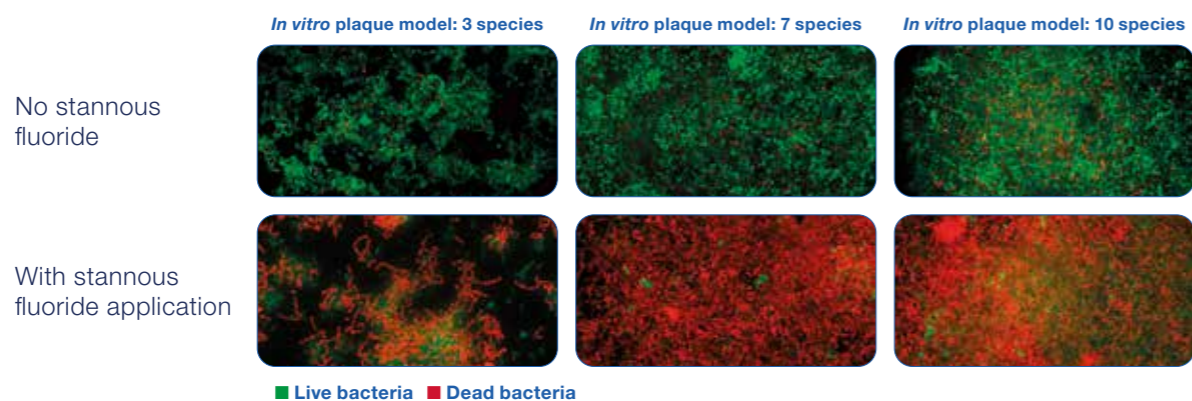 In vitro plaque model: 3 species
In vitro plaque model: 7 species
In vitro plaque model: 10 species
No stannous
fluoride
With stannous
fluoride application
Live bacteria
Dead bacteria